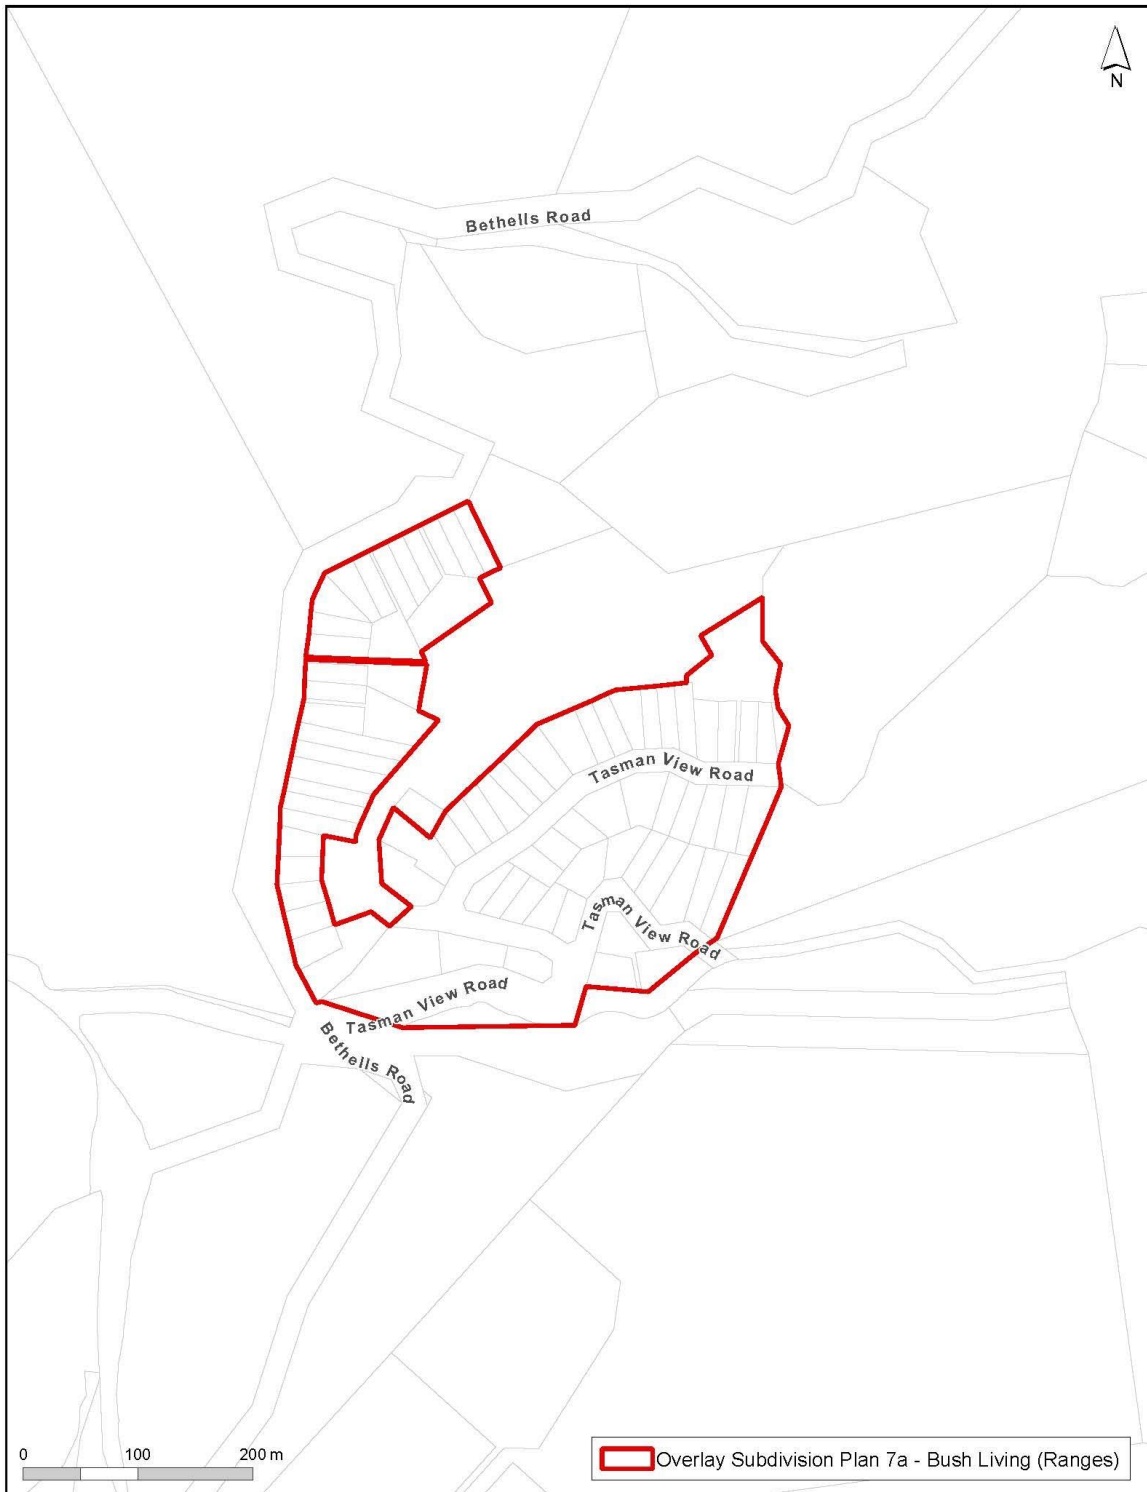 N
Bethells Road
Tasman View Road
Tasman View Road
Tasman View Road
Bethells Road
0 100 200 m
Overlay Subdivision Plan 7a - Bush Living (Ranges)